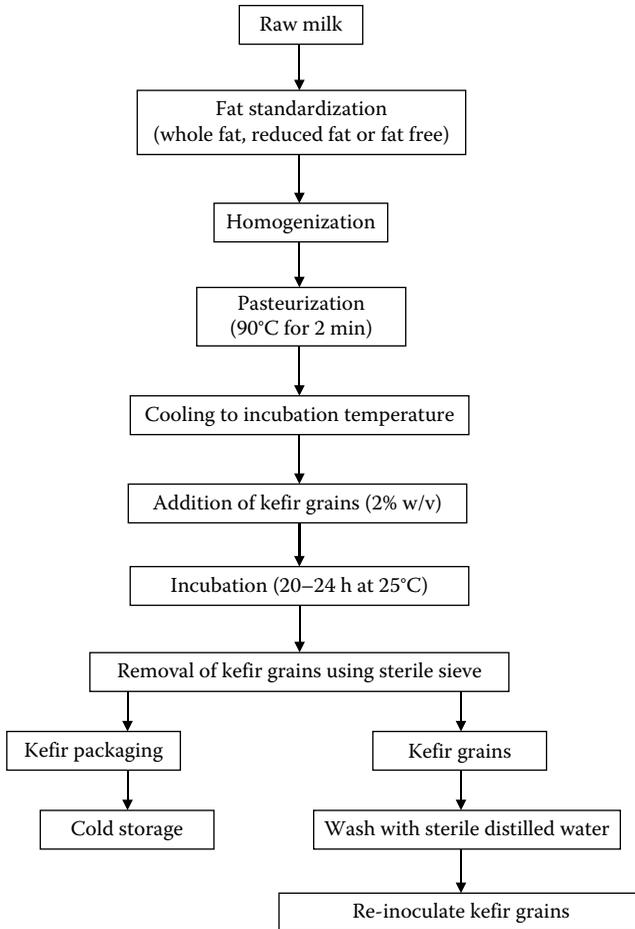 Raw milk
Fat standardization
(whole fat, reduced fat or fat free)
Homogenization
Pasteurization
(90°C for 2 min)
Cooling to incubation temperature
Addition of kefir grains (2% w/v)
Incubation (20–24 h at 25°C)
Removal of kefir grains using sterile sieve
Kefir packaging
Kefir grains
Cold storage
Wash with sterile distilled water
Re-inoculate kefir grains